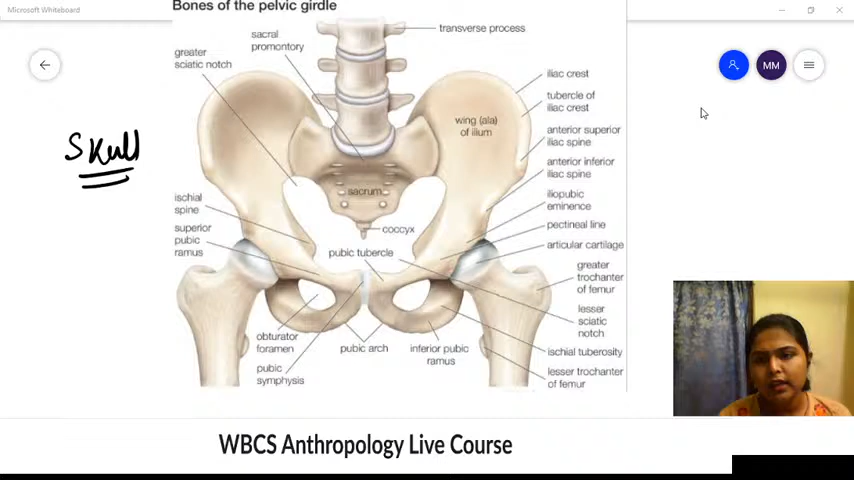 Microsoft Whiteboard
Bones of the pelvic girdle
MM
Skull
transverse process
sacral
promontory
greater
sciatic notch
iliac crest
tubercle of
iliac crest
wing (ala)
of ilium
anterior superior
iliac spine
anterior inferior
iliac spine
sacrum
iliopubic
eminence
ischial
spine
pectineal line
coccyx
superior
pubic
ramus
articular cartilage
pubic tubercle
greater
trochanter
of femur
lesser
sciatic
notch
obturator
foramen
pubic arch
inferior pubic
ramus
ischial tuberosity
pubic
symphysis
lesser trochanter
of femur
WBCS Anthropology Live Course